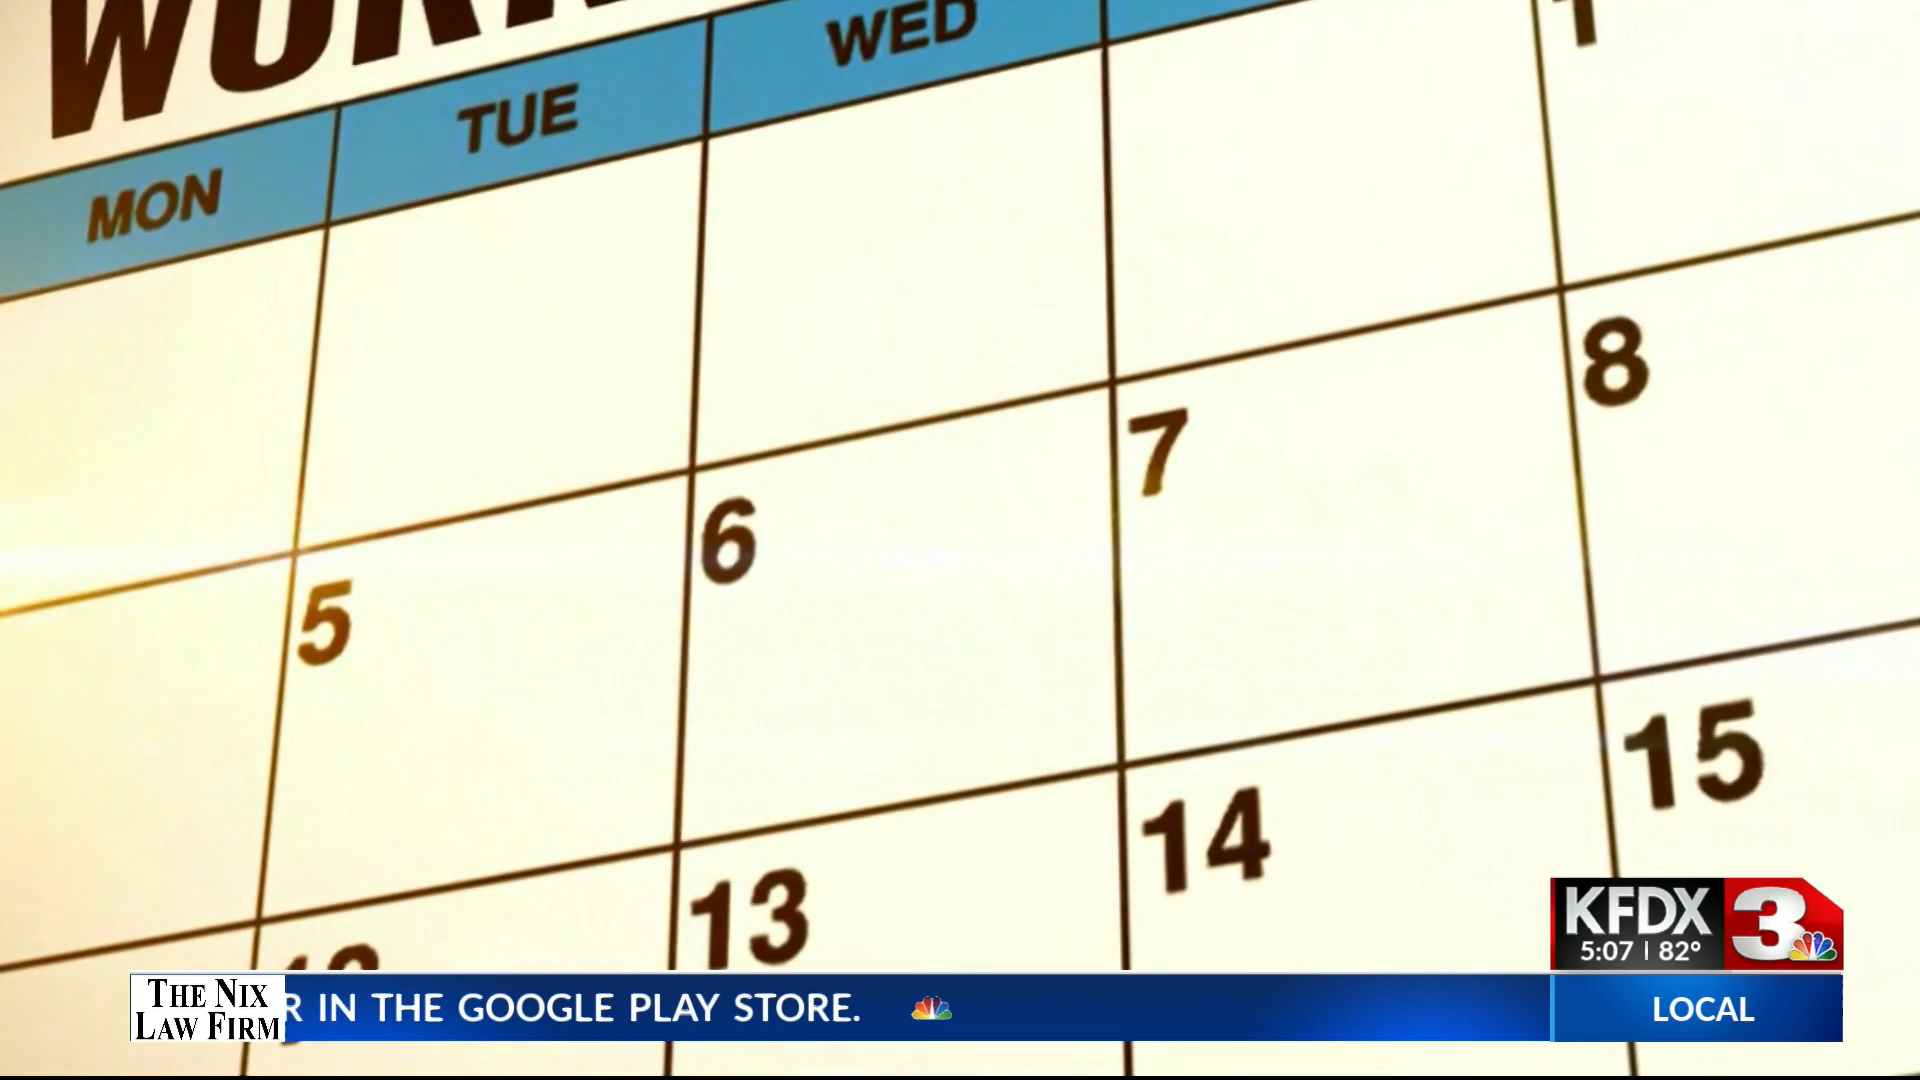 MON
TUE
WED
1
5
6
7
8
13
14
15
KFDX 3
5:07 | 82°
THE NIX
LAW FIRM
R IN THE GOOGLE PLAY STORE.
LOCAL